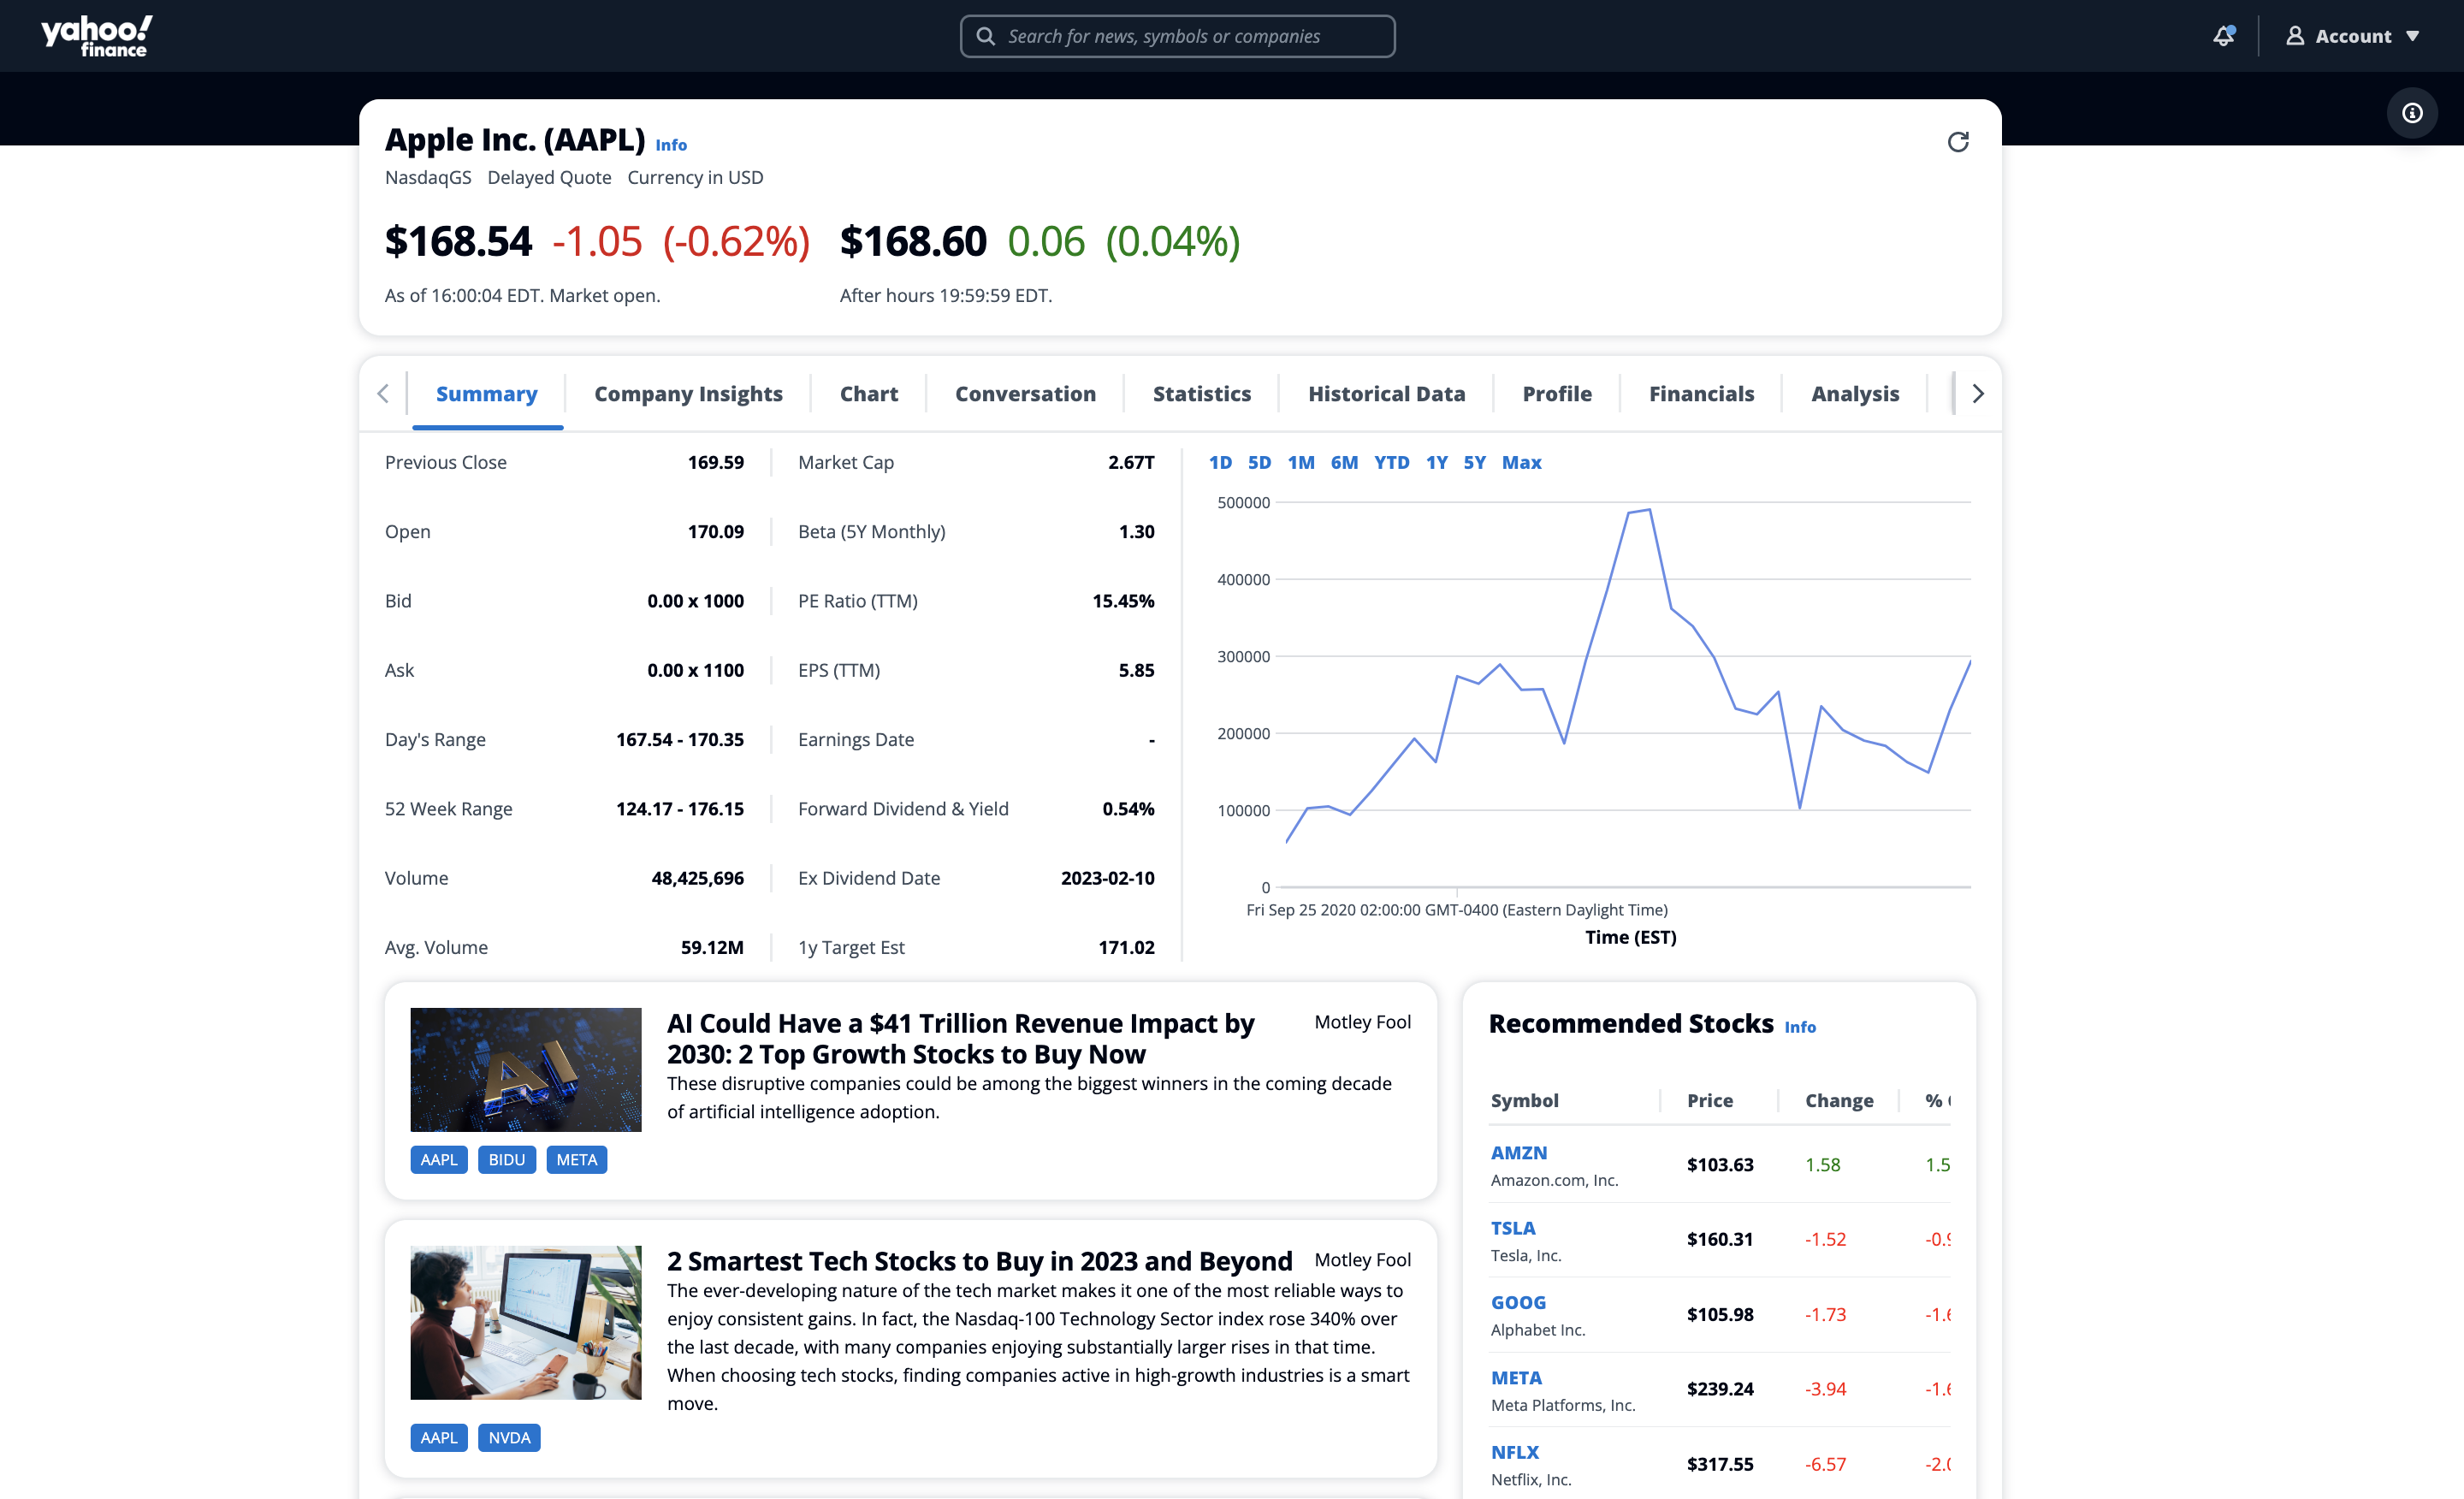 yahoo!
finance
Search for news, symbols or companies
Account
Apple Inc. (AAPL) Info
NasdaqGS Delayed Quote Currency in USD
$168.54 -1.05 (-0.62%) $168.60 0.06 (0.04%)
As of 16:00:04 EDT. Market open. After hours 19:59:59 EDT.
Summary Company Insights Chart Conversation Statistics Historical Data Profile Financials Analysis
Previous Close 169.59 Market Cap 2.67T
Open 170.09 Beta (5Y Monthly) 1.30
Bid 0.00 x 1000 PE Ratio (TTM) 15.45%
Ask 0.00 x 1100 EPS (TTM) 5.85
Day's Range 167.54 - 170.35 Earnings Date -
52 Week Range 124.17 - 176.15 Forward Dividend & Yield 0.54%
Volume 48,425,696 Ex Dividend Date 2023-02-10
Avg. Volume 59.12M 1y Target Est 171.02
1D 5D 1M 6M YTD 1Y 5Y Max
500000
400000
300000
200000
100000
0
Fri Sep 25 2020 02:00:00 GMT-0400 (Eastern Daylight Time)
Time (EST)
AI Could Have a $41 Trillion Revenue Impact by
2030: 2 Top Growth Stocks to Buy Now
Motley Fool
These disruptive companies could be among the biggest winners in the coming decade
of artificial intelligence adoption.
AI
AAPL BIDU META
2 Smartest Tech Stocks to Buy in 2023 and Beyond
Motley Fool
The ever-developing nature of the tech market makes it one of the most reliable ways to
enjoy consistent gains. In fact, the Nasdaq-100 Technology Sector index rose 340% over
the last decade, with many companies enjoying substantially larger rises in that time.
When choosing tech stocks, finding companies active in high-growth industries is a smart
move.
AAPL NVDA
Recommended Stocks Info
Symbol Price Change %
AMZN
Amazon.com, Inc.
$103.63 1.58 1.5
TSLA
Tesla, Inc.
$160.31 -1.52 -0.9
GOOG
Alphabet Inc.
$105.98 -1.73 -1.6
META
Meta Platforms, Inc.
$239.24 -3.94 -1.6
NFLX
Netflix, Inc.
$317.55 -6.57 -2.0